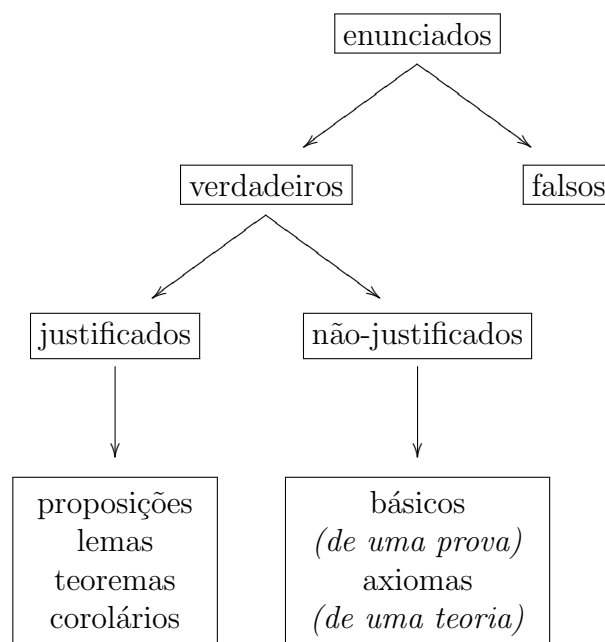 enunciados
verdadeiros
falsos
justificados
não-justificados
proposições
lemas
teoremas
corolários
básicos
(de uma prova)
axiomas
(de uma teoria)